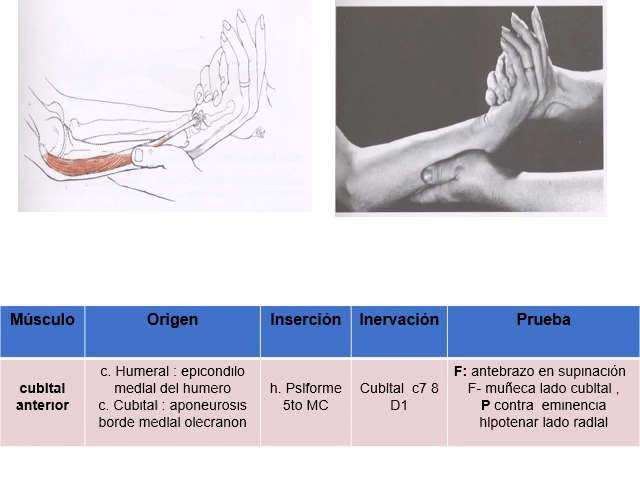 Músculo
Origen
Inserción
Inervación
Prueba
cubital
anterior
c. Humeral : epicondilo
medial del humero
c. Cubital : aponeurosis
borde medial olecranon
h. Psiforme
5to MC
Cubital c7 8
D1
F: antebrazo en supinación
F- muñeca lado cubital ,
P contra eminencia
hipotenar lado radial